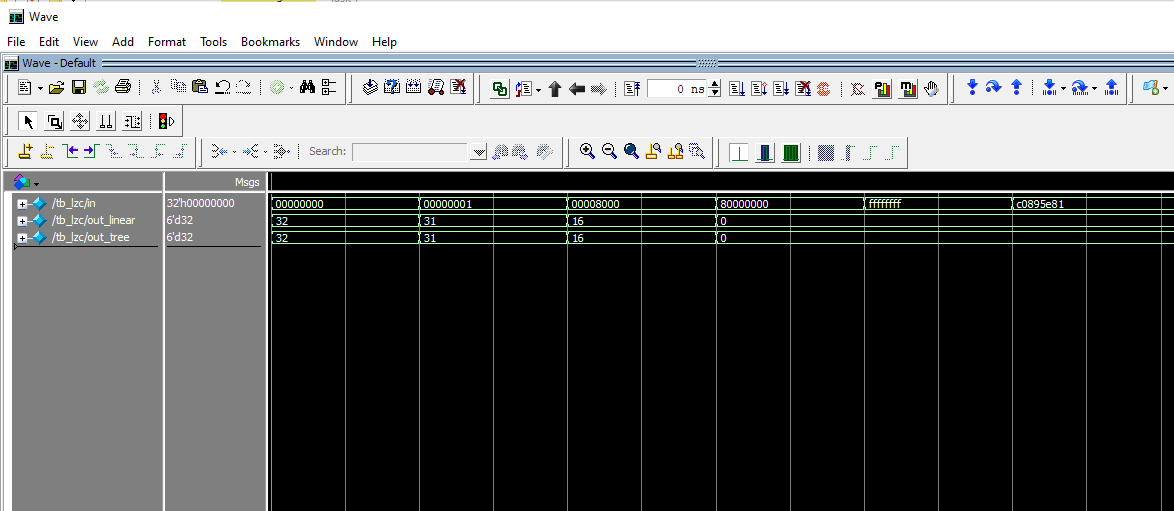 Wave
File Edit View Add Format Tools Bookmarks Window Help
Wave - Default
0 ns
Search:
Msgs
/tb_lzc/in 32'h00000000 00000000 00000001 00008000 80000000 ffffffff c0895e81
/tb_lzc/out_linear 6'd32 32 31 16 0
/tb_lzc/out_tree 6'd32 32 31 16 0